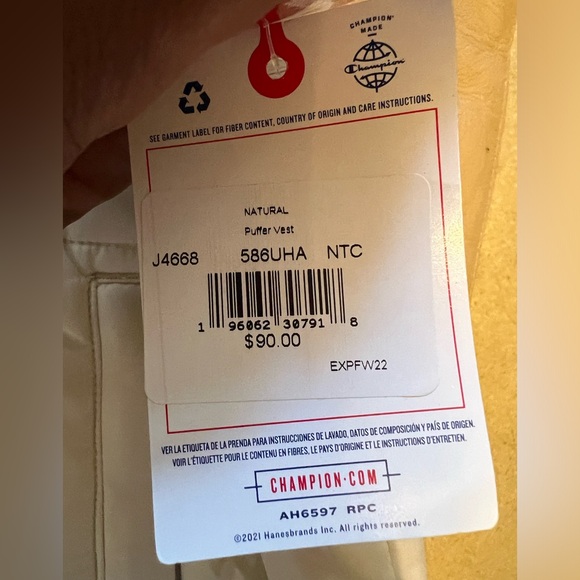 CHAMPION
MADE
Champion
SEE GARMENT LABEL FOR FIBER CONTENT, COUNTRY OF ORIGIN AND CARE INSTRUCTIONS.
NATURAL
Puffer Vest
J4668 586UHA NTC
1 96062 30791 8
$90.00
EXPFW22
VER LA ETIQUETA DE LA PRENDA PARA INSTRUCCIONES DE LAVADO, DATOS DE COMPOSICIÓN Y PAÍS DE ORIGEN.
VOIR L'ÉTIQUETTE POUR LE CONTENU EN FIBRES, LE PAYS D'ORIGINE ET LE INSTRUCTIONS D'ENTRETIEN.
CHAMPION·COM
AH6597 RPC
©2021 Hanesbrands Inc. All rights reserved.